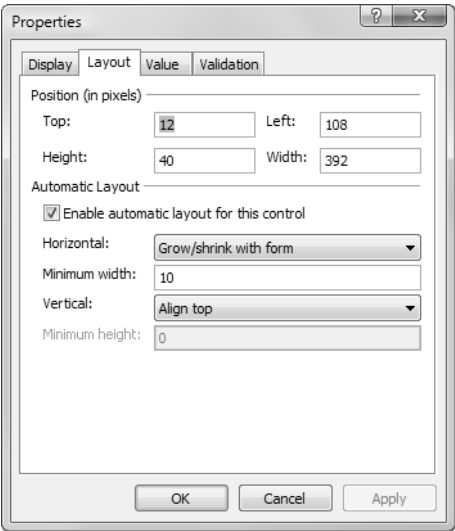 Properties
Display Layout Value Validation
Position (in pixels)
Top: 12 Left: 108
Height: 40 Width: 392
Automatic Layout
Enable automatic layout for this control
Horizontal: Grow/shrink with form
Minimum width: 10
Vertical: Align top
Minimum height: 0
OK Cancel Apply